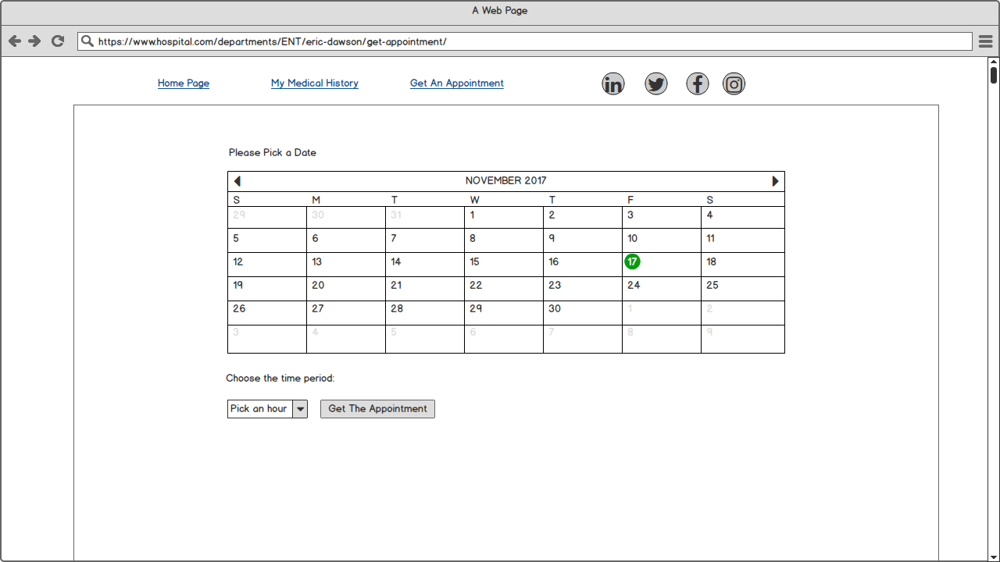 A Web Page
https://www.hospital.com/departments/ENT/eric-dawson/get-appointment/
Home Page My Medical History Get An Appointment
Please Pick a Date
NOVEMBER 2017
S M T W T F S
29 30 31 1 2 3 4
5 6 7 8 9 10 11
12 13 14 15 16 17 18
19 20 21 22 23 24 25
26 27 28 29 30 1 2
3 4 5 6 7 8 9
Choose the time period:
Pick an hour Get The Appointment